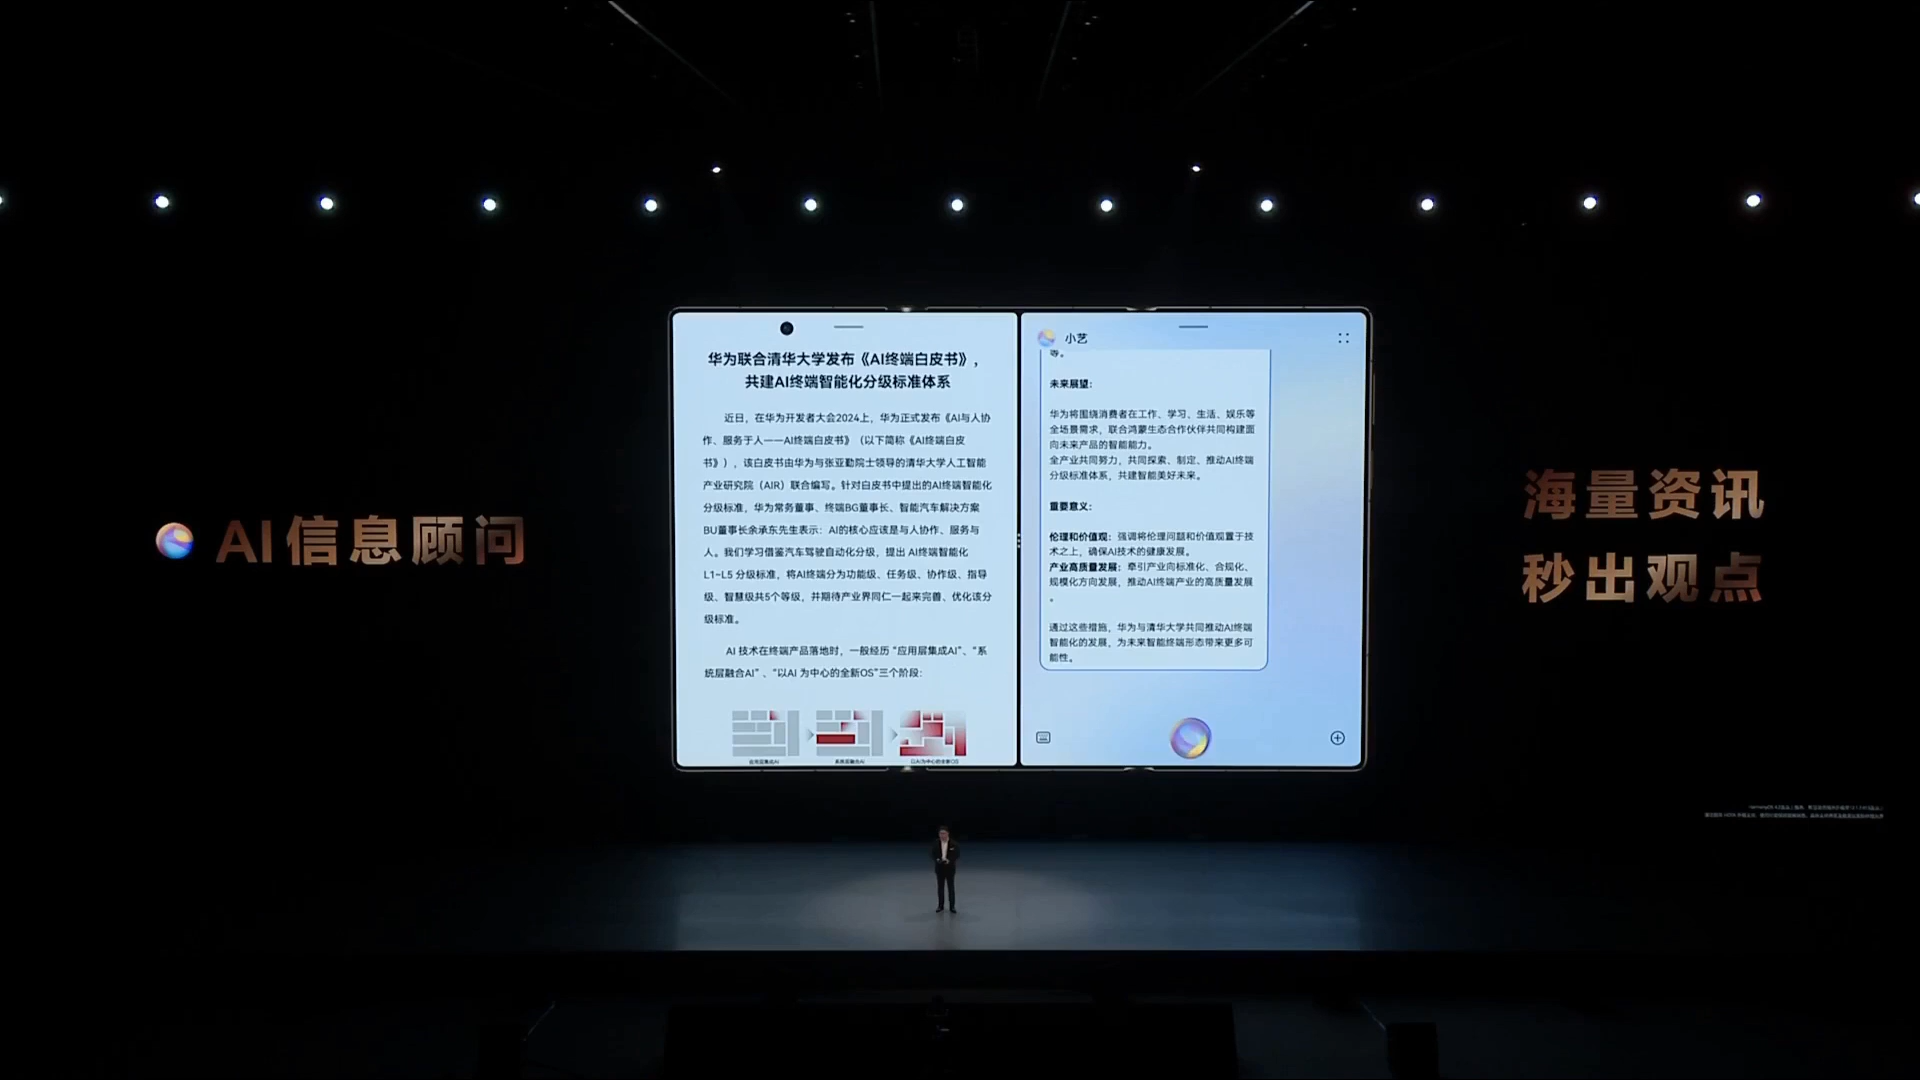 AI信息顾问
华为联合清华大学发布《AI终端白皮书》，
共建AI终端智能化分级标准体系
近日，在华为开发者大会2024上，华为正式发布《AI与人协
作、服务于人——AI终端白皮书》（以下简称《AI终端白皮
书》），该白皮书由华为与张亚勤院士领导的清华大学人工智能
产业研究院（AIR）联合编写。针对白皮书中提出的AI终端智能化
分级标准，华为常务董事、终端BG董事长、智能汽车解决方案
BU董事长余承东先生表示：AI的核心应该是与人协作、服务与
人。我们学习借鉴汽车驾驶自动化分级，提出 AI终端智能化
L1~L5 分级标准，将AI终端分为功能级、任务级、协作级、指导
级、智慧级共5个等级，并期待产业界同仁一起来完善、优化该分
级标准。
AI 技术在终端产品落地时，一般经历 “应用层集成AI”、“系
统层融合AI” 、“以AI 为中心的全新OS”三个阶段：
应用层集成AI
系统层融合AI
以AI为中心的全新OS
小艺
等。
未来展望：
华为将围绕消费者在工作、学习、生活、娱乐等
全场景需求，联合鸿蒙生态合作伙伴共同构建面
向未来产品的智能能力。
全产业共同努力，共同探索、制定、推动AI终端
分级标准体系，共建智能美好未来。
重要意义：
伦理和价值观：强调将伦理问题和价值观置于技
术之上，确保AI技术的健康发展。
产业高质量发展：牵引产业向标准化、合规化、
规模化方向发展，推动AI终端产业的高质量发展
。
通过这些措施，华为与清华大学共同推动AI终端
智能化的发展，为未来智能终端形态带来更多可
能性。
海量资讯
秒出观点